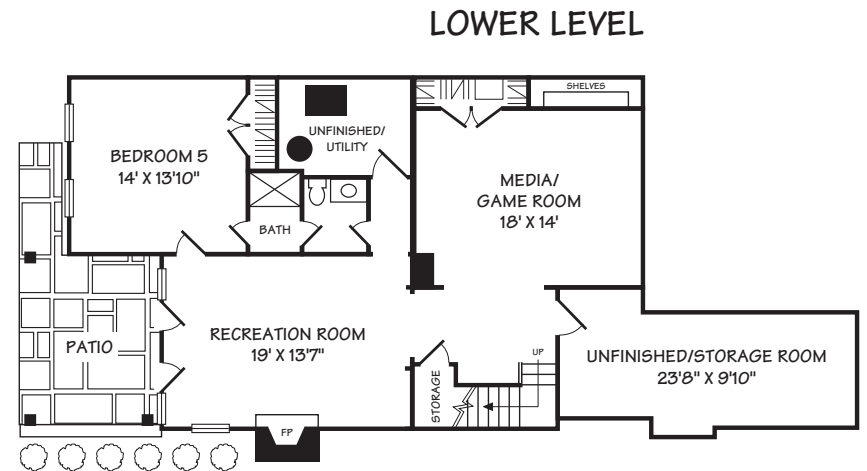 LOWER LEVEL
SHELVES
UNFINISHED/
UTILITY
BEDROOM 5
14' X 13'10"
MEDIA/
GAME ROOM
18' X 14'
BATH
RECREATION ROOM
19' X 13'7"
PATIO
UP
UNFINISHED/STORAGE ROOM
23'8" X 9'10"
STORAGE
FP